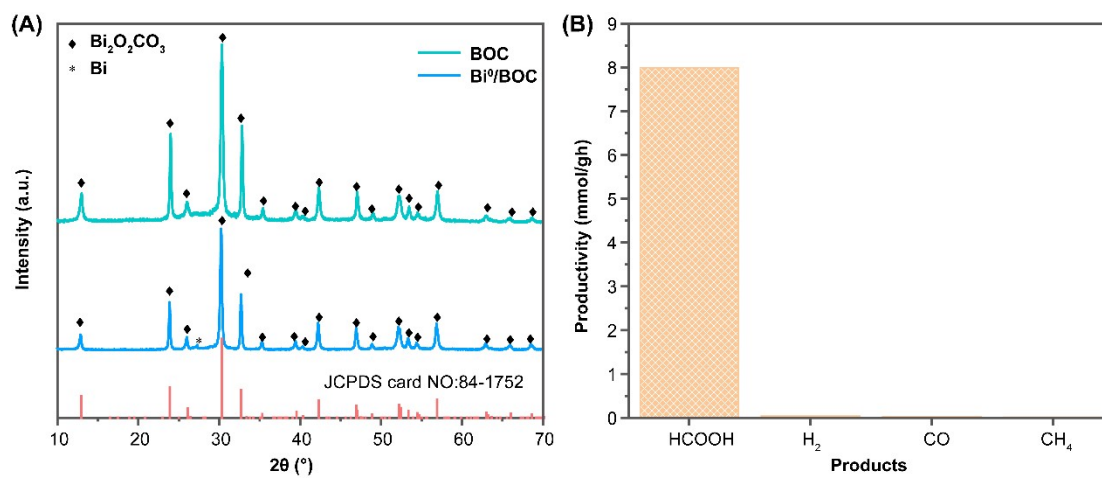 (A)
♦ Bi₂O₂CO₃
* Bi
BOC
Bi⁰/BOC
Intensity (a.u.)
JCPDS card NO:84-1752
10 20 30 40 50 60 70
2θ (°)
(B)
Productivity (mmol/gh)
9
8
7
6
5
4
3
2
1
0
HCOOH H₂ CO CH₄
Products